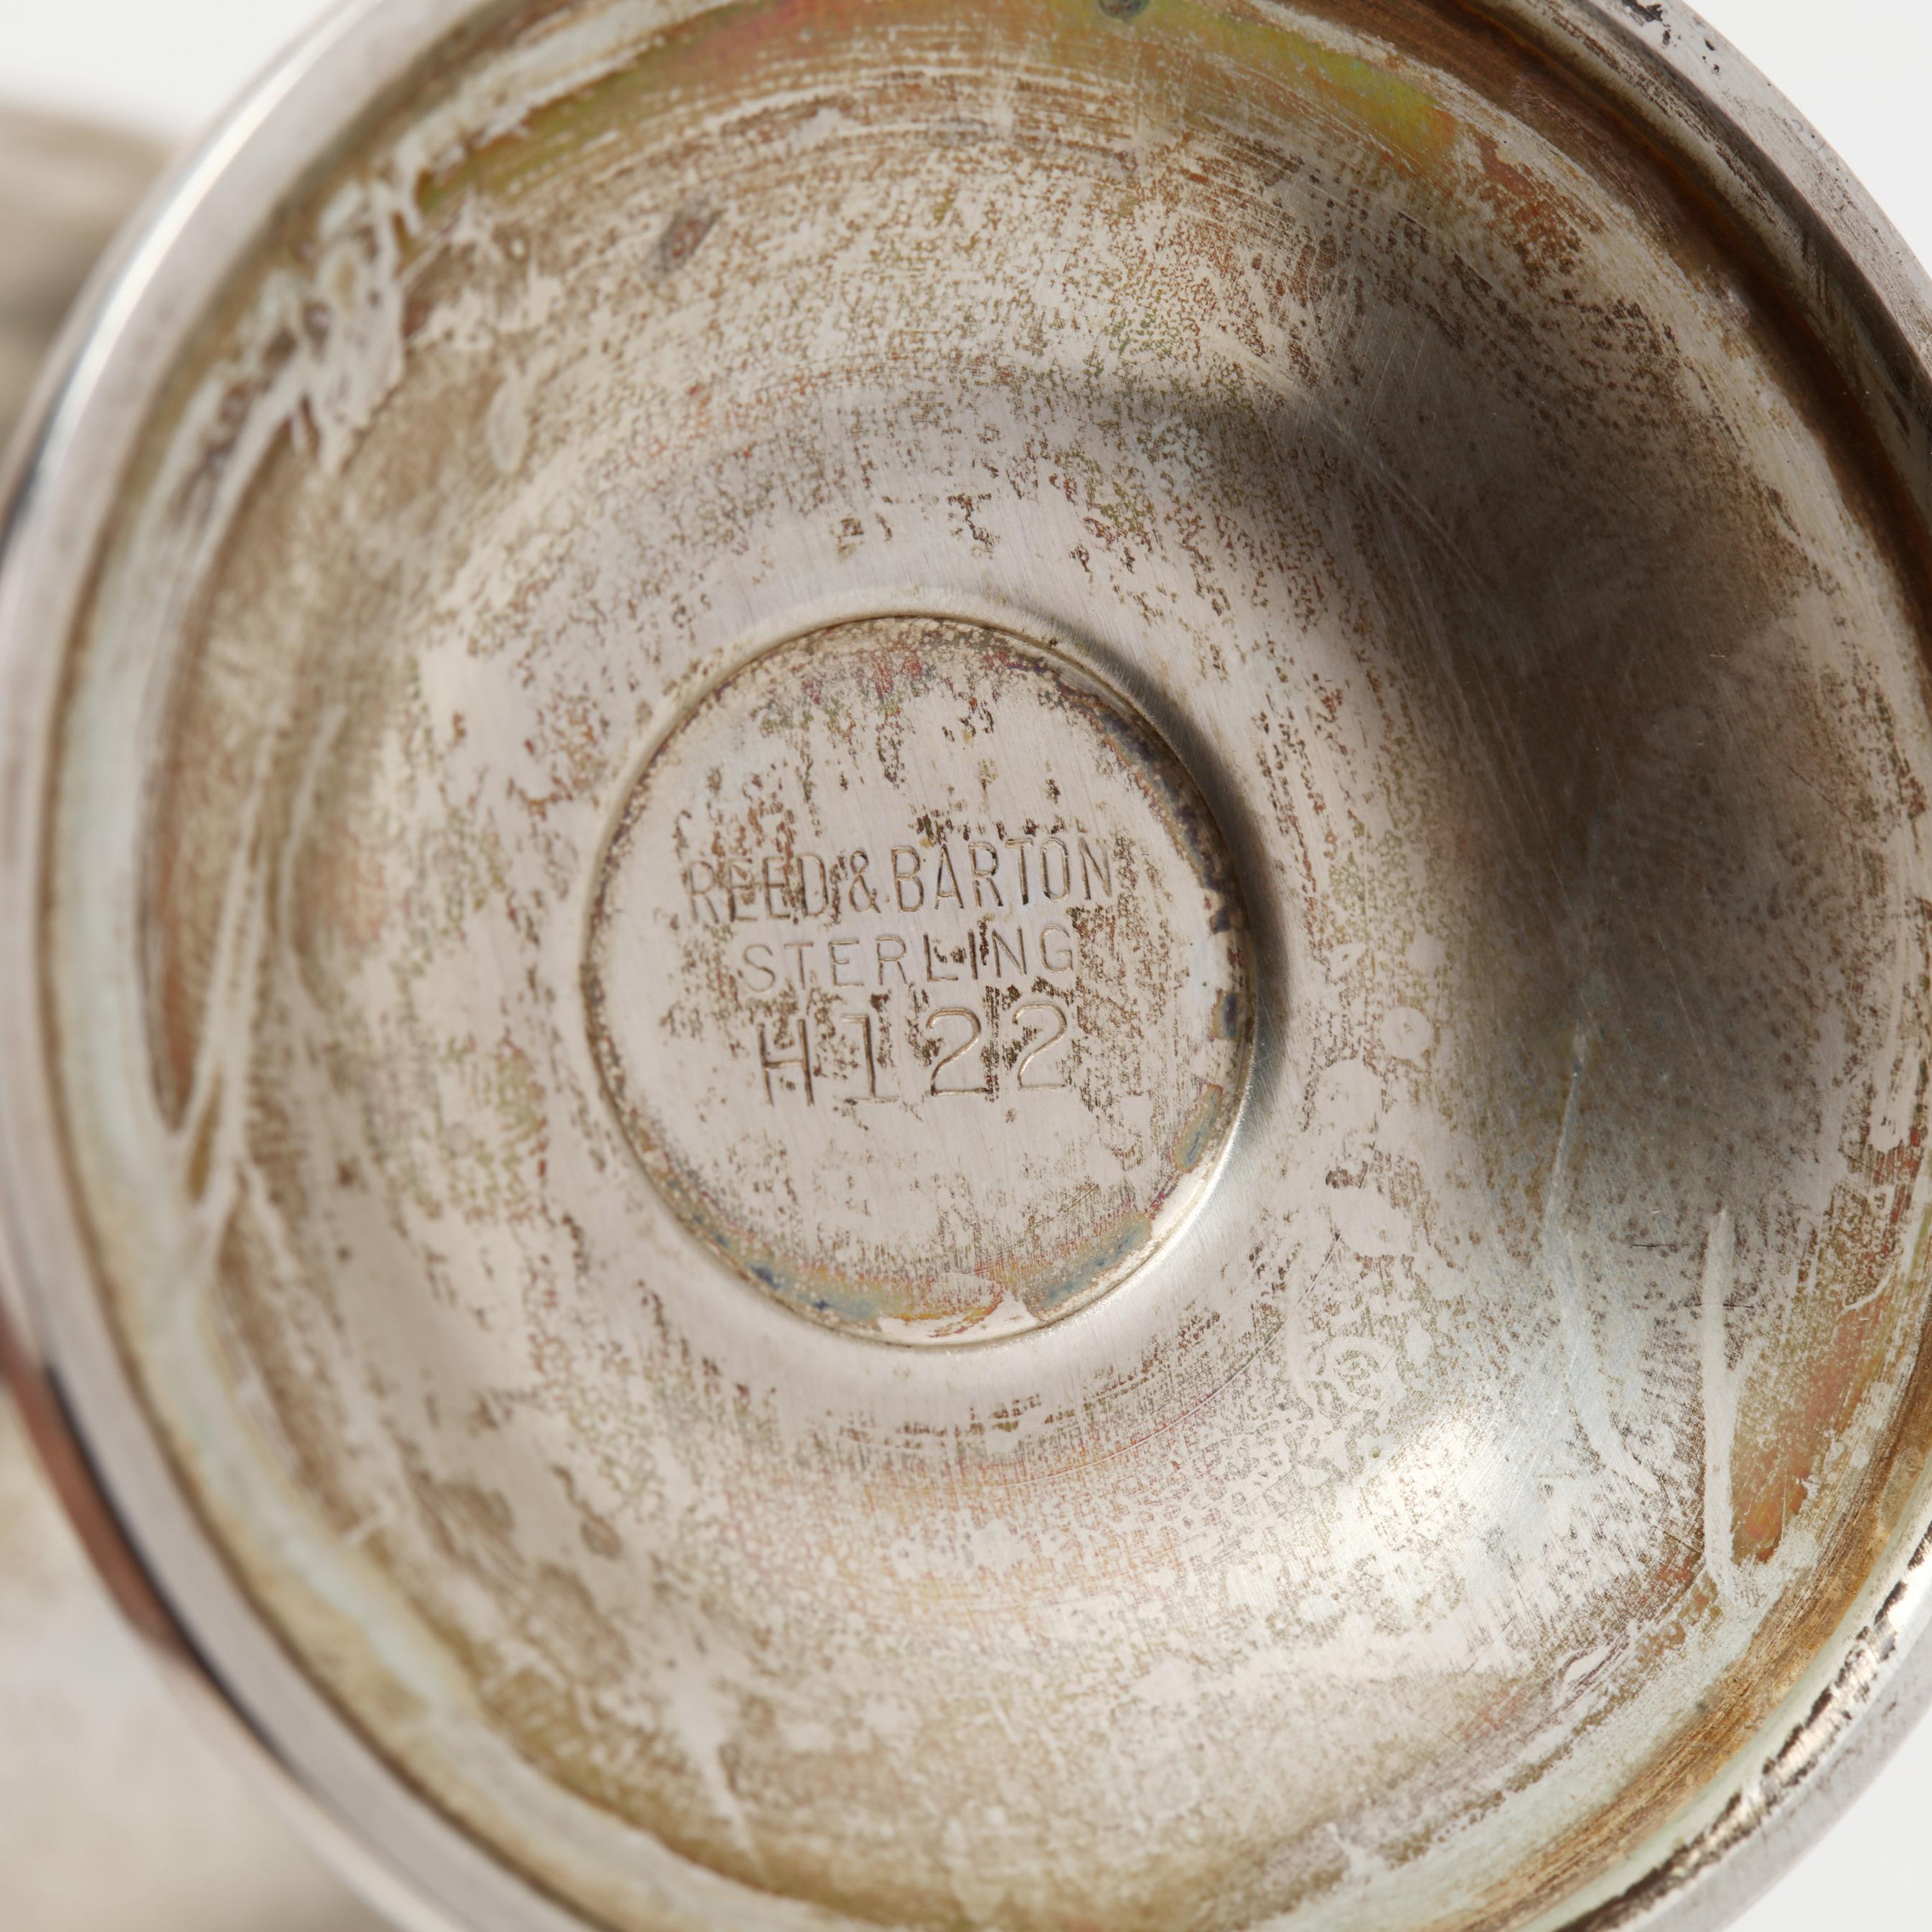 REED & BARTON
STERLING
H122